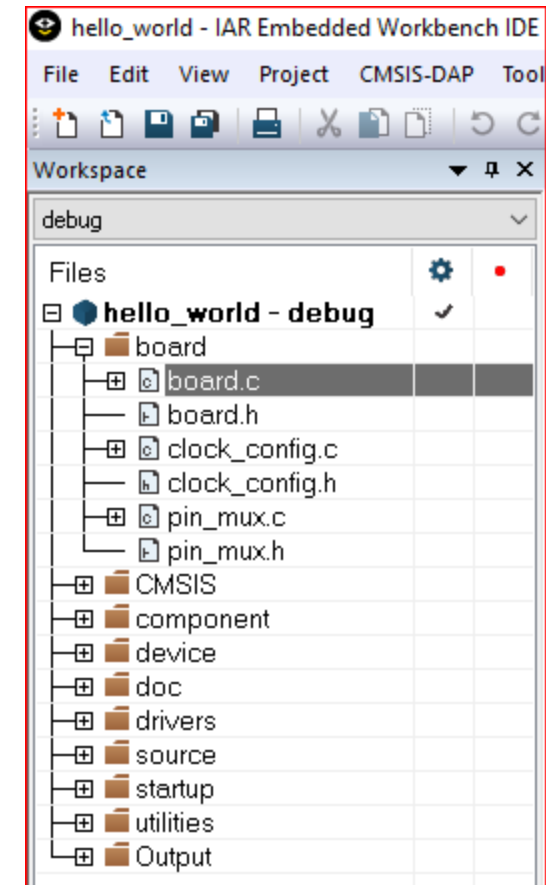 hello_world - IAR Embedded Workbench IDE
File Edit View Project CMSIS-DAP Tool
Workspace
debug
Files
hello_world - debug
board
board.c
board.h
clock_config.c
clock_config.h
pin_mux.c
pin_mux.h
CMSIS
component
device
doc
drivers
source
startup
utilities
Output